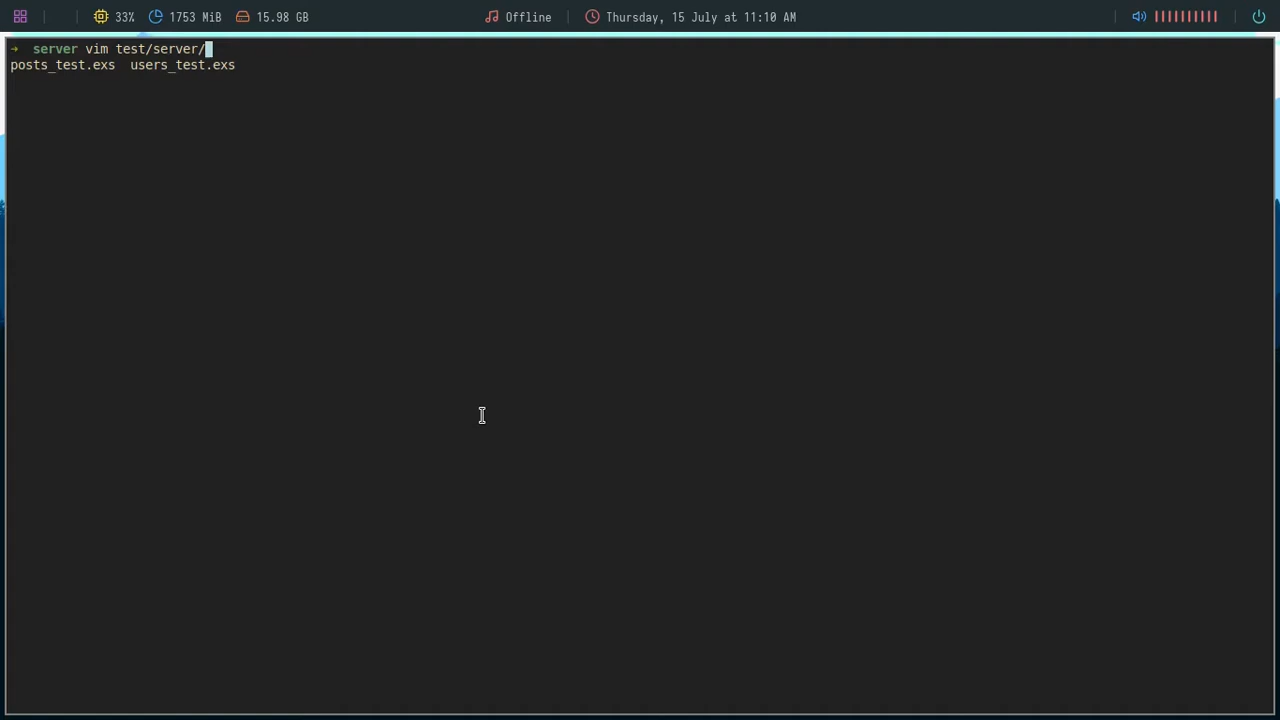 33% 1753 MiB 15.98 GB Offline Thursday, 15 July at 11:10 AM
→ server vim test/server/
posts_test.exs users_test.exs